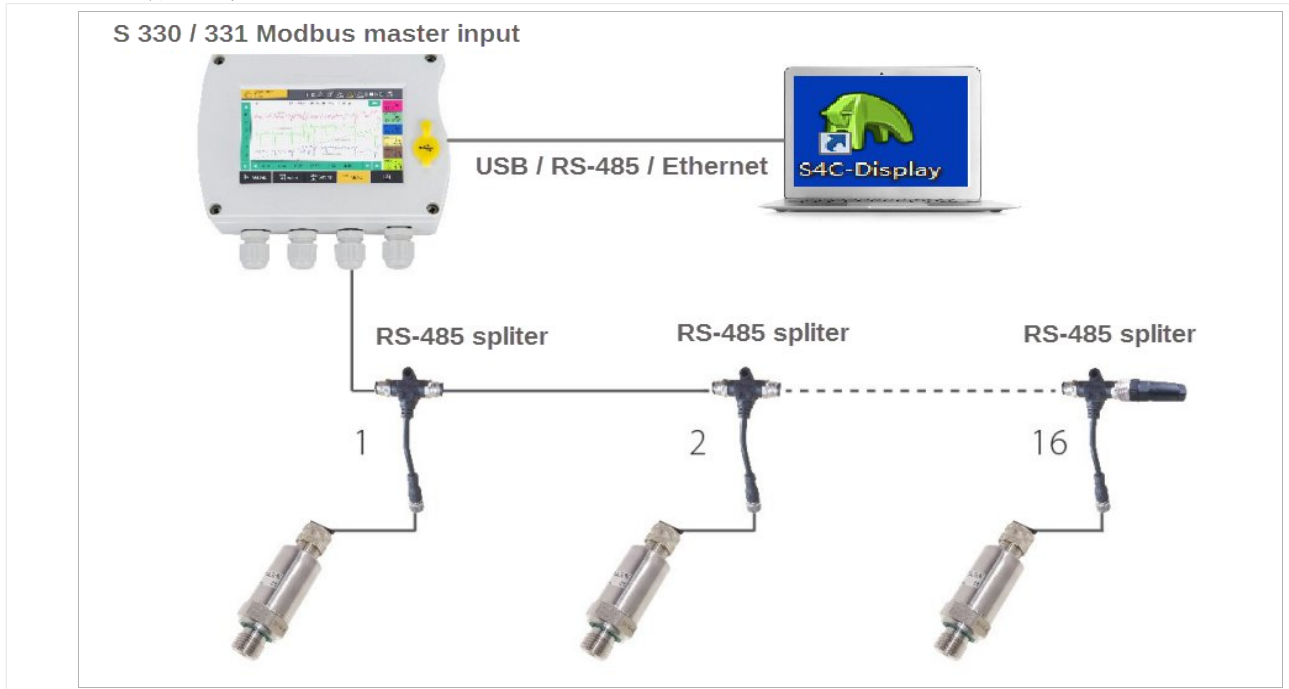 S 330 / 331 Modbus master input
USB / RS-485 / Ethernet
S4C-Display
RS-485 spliter
RS-485 spliter
RS-485 spliter
1
2
16